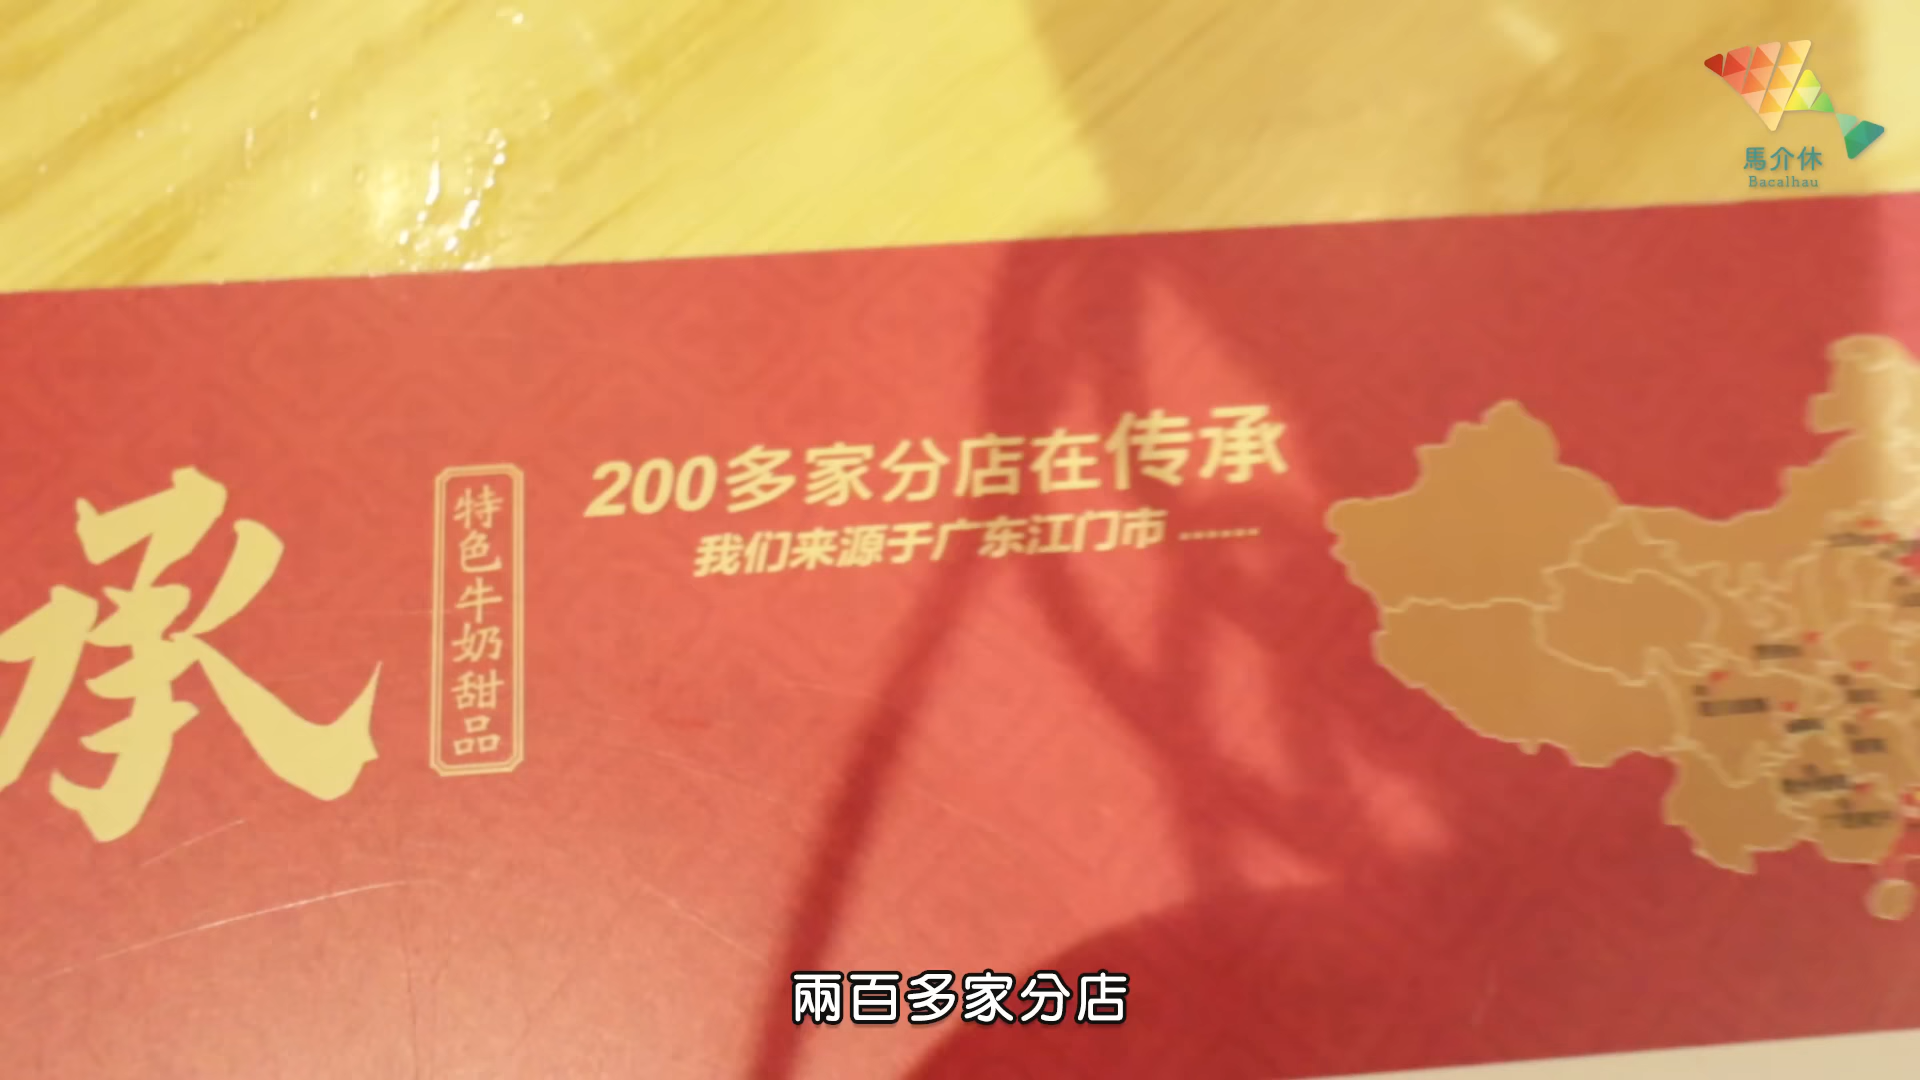 馬介休
Bacalhau
承
特色牛奶甜品
200多家分店在传承
我们来源于广东江门市 ......
兩百多家分店